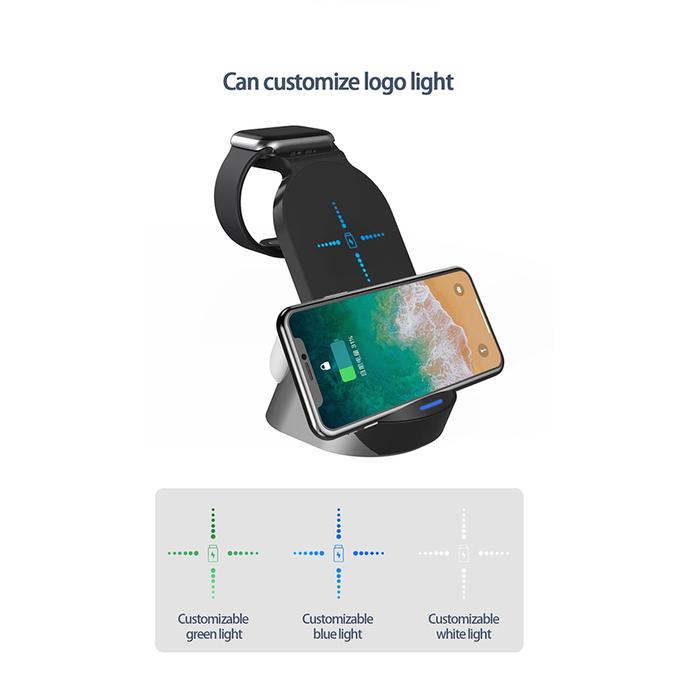 Can customize logo light
Customizable
green light
Customizable
blue light
Customizable
white light